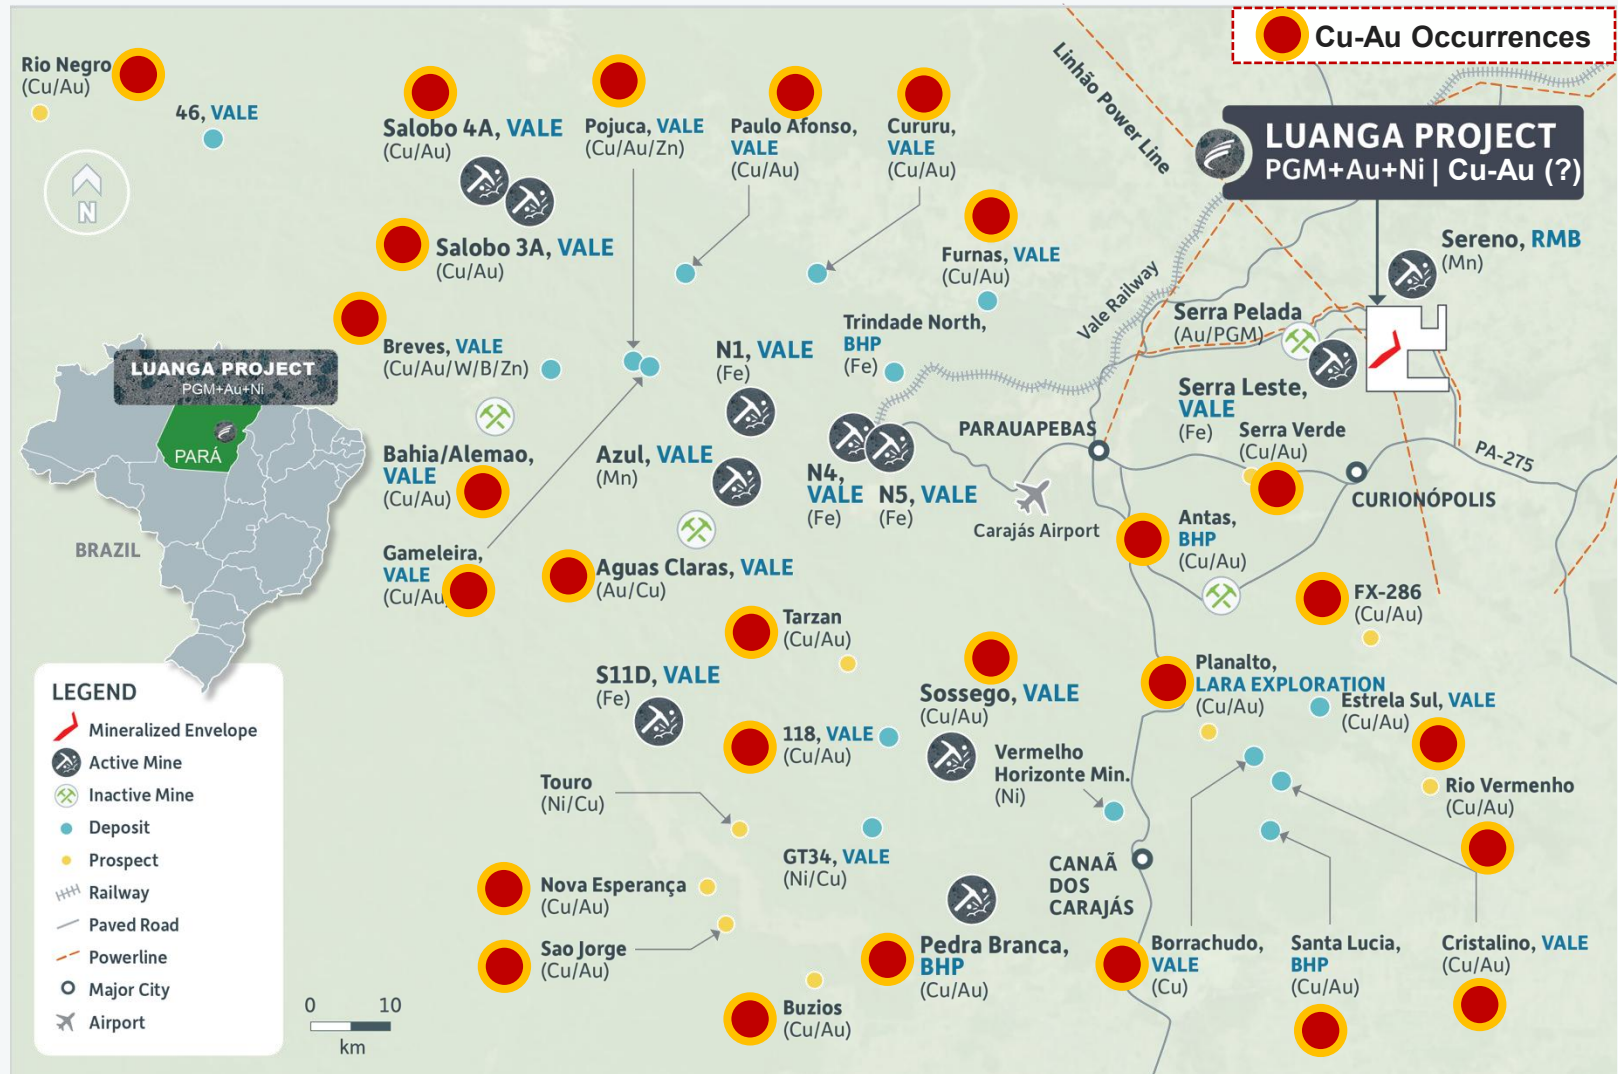 Cu-Au Occurrences
Rio Negro
(Cu/Au)
46, VALE
Salobo 4A, VALE
(Cu/Au)
Pojuca, VALE
(Cu/Au/Zn)
Paulo Afonso,
VALE
(Cu/Au)
Cururu,
VALE
(Cu/Au)
Linhão Power Line
LUANGA PROJECT
PGM+Au+Ni | Cu-Au (?)
N
Salobo 3A, VALE
(Cu/Au)
Furnas, VALE
(Cu/Au)
Sereno, RMB
(Mn)
Vale Railway
Serra Pelada
(Au/PGM)
Trindade North,
BHP
(Fe)
Breves, VALE
(Cu/Au/W/B/Zn)
N1, VALE
(Fe)
LUANGA PROJECT
PGM+Au+Ni
PARÁ
BRAZIL
Serra Leste,
VALE
(Fe)
Serra Verde
(Cu/Au)
PARAUAPEBAS
PA-275
CURIONÓPOLIS
Bahia/Alemao,
VALE
(Cu/Au)
Azul, VALE
(Mn)
N4,
VALE
(Fe)
N5, VALE
(Fe)
Carajás Airport
Antas,
BHP
(Cu/Au)
Gameleira,
VALE
(Cu/Au
Aguas Claras, VALE
(Au/Cu)
FX-286
(Cu/Au)
Tarzan
(Cu/Au)
S11D, VALE
(Fe)
Sossego, VALE
(Cu/Au)
Planalto,
LARA EXPLORATION
(Cu/Au)
Estrela Sul, VALE
(Cu/Au)
118, VALE
(Cu/Au)
Vermelho
Horizonte Min.
(Ni)
Rio Vermenho
(Cu/Au)
Touro
(Ni/Cu)
GT34, VALE
(Ni/Cu)
CANAÃ
DOS
CARAJÁS
Nova Esperança
(Cu/Au)
Sao Jorge
(Cu/Au)
Pedra Branca,
BHP
(Cu/Au)
Borrachudo,
VALE
(Cu)
Santa Lucia,
BHP
(Cu/Au)
Cristalino, VALE
(Cu/Au)
Buzios
(Cu/Au)
LEGEND
Mineralized Envelope
Active Mine
Inactive Mine
Deposit
Prospect
Railway
Paved Road
Powerline
Major City
Airport
0 10
km